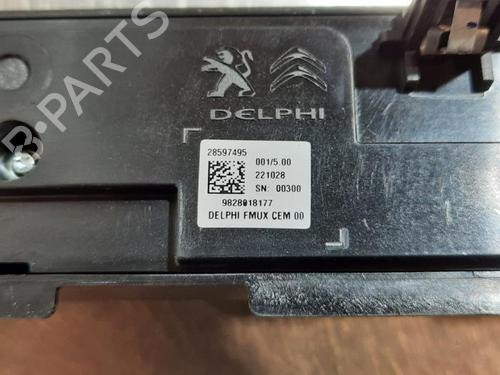 DELPHI
28597495
001/5.00
221028
SN: 00300
9828018177
DELPHI FMUX CEM 00
B-PARTS